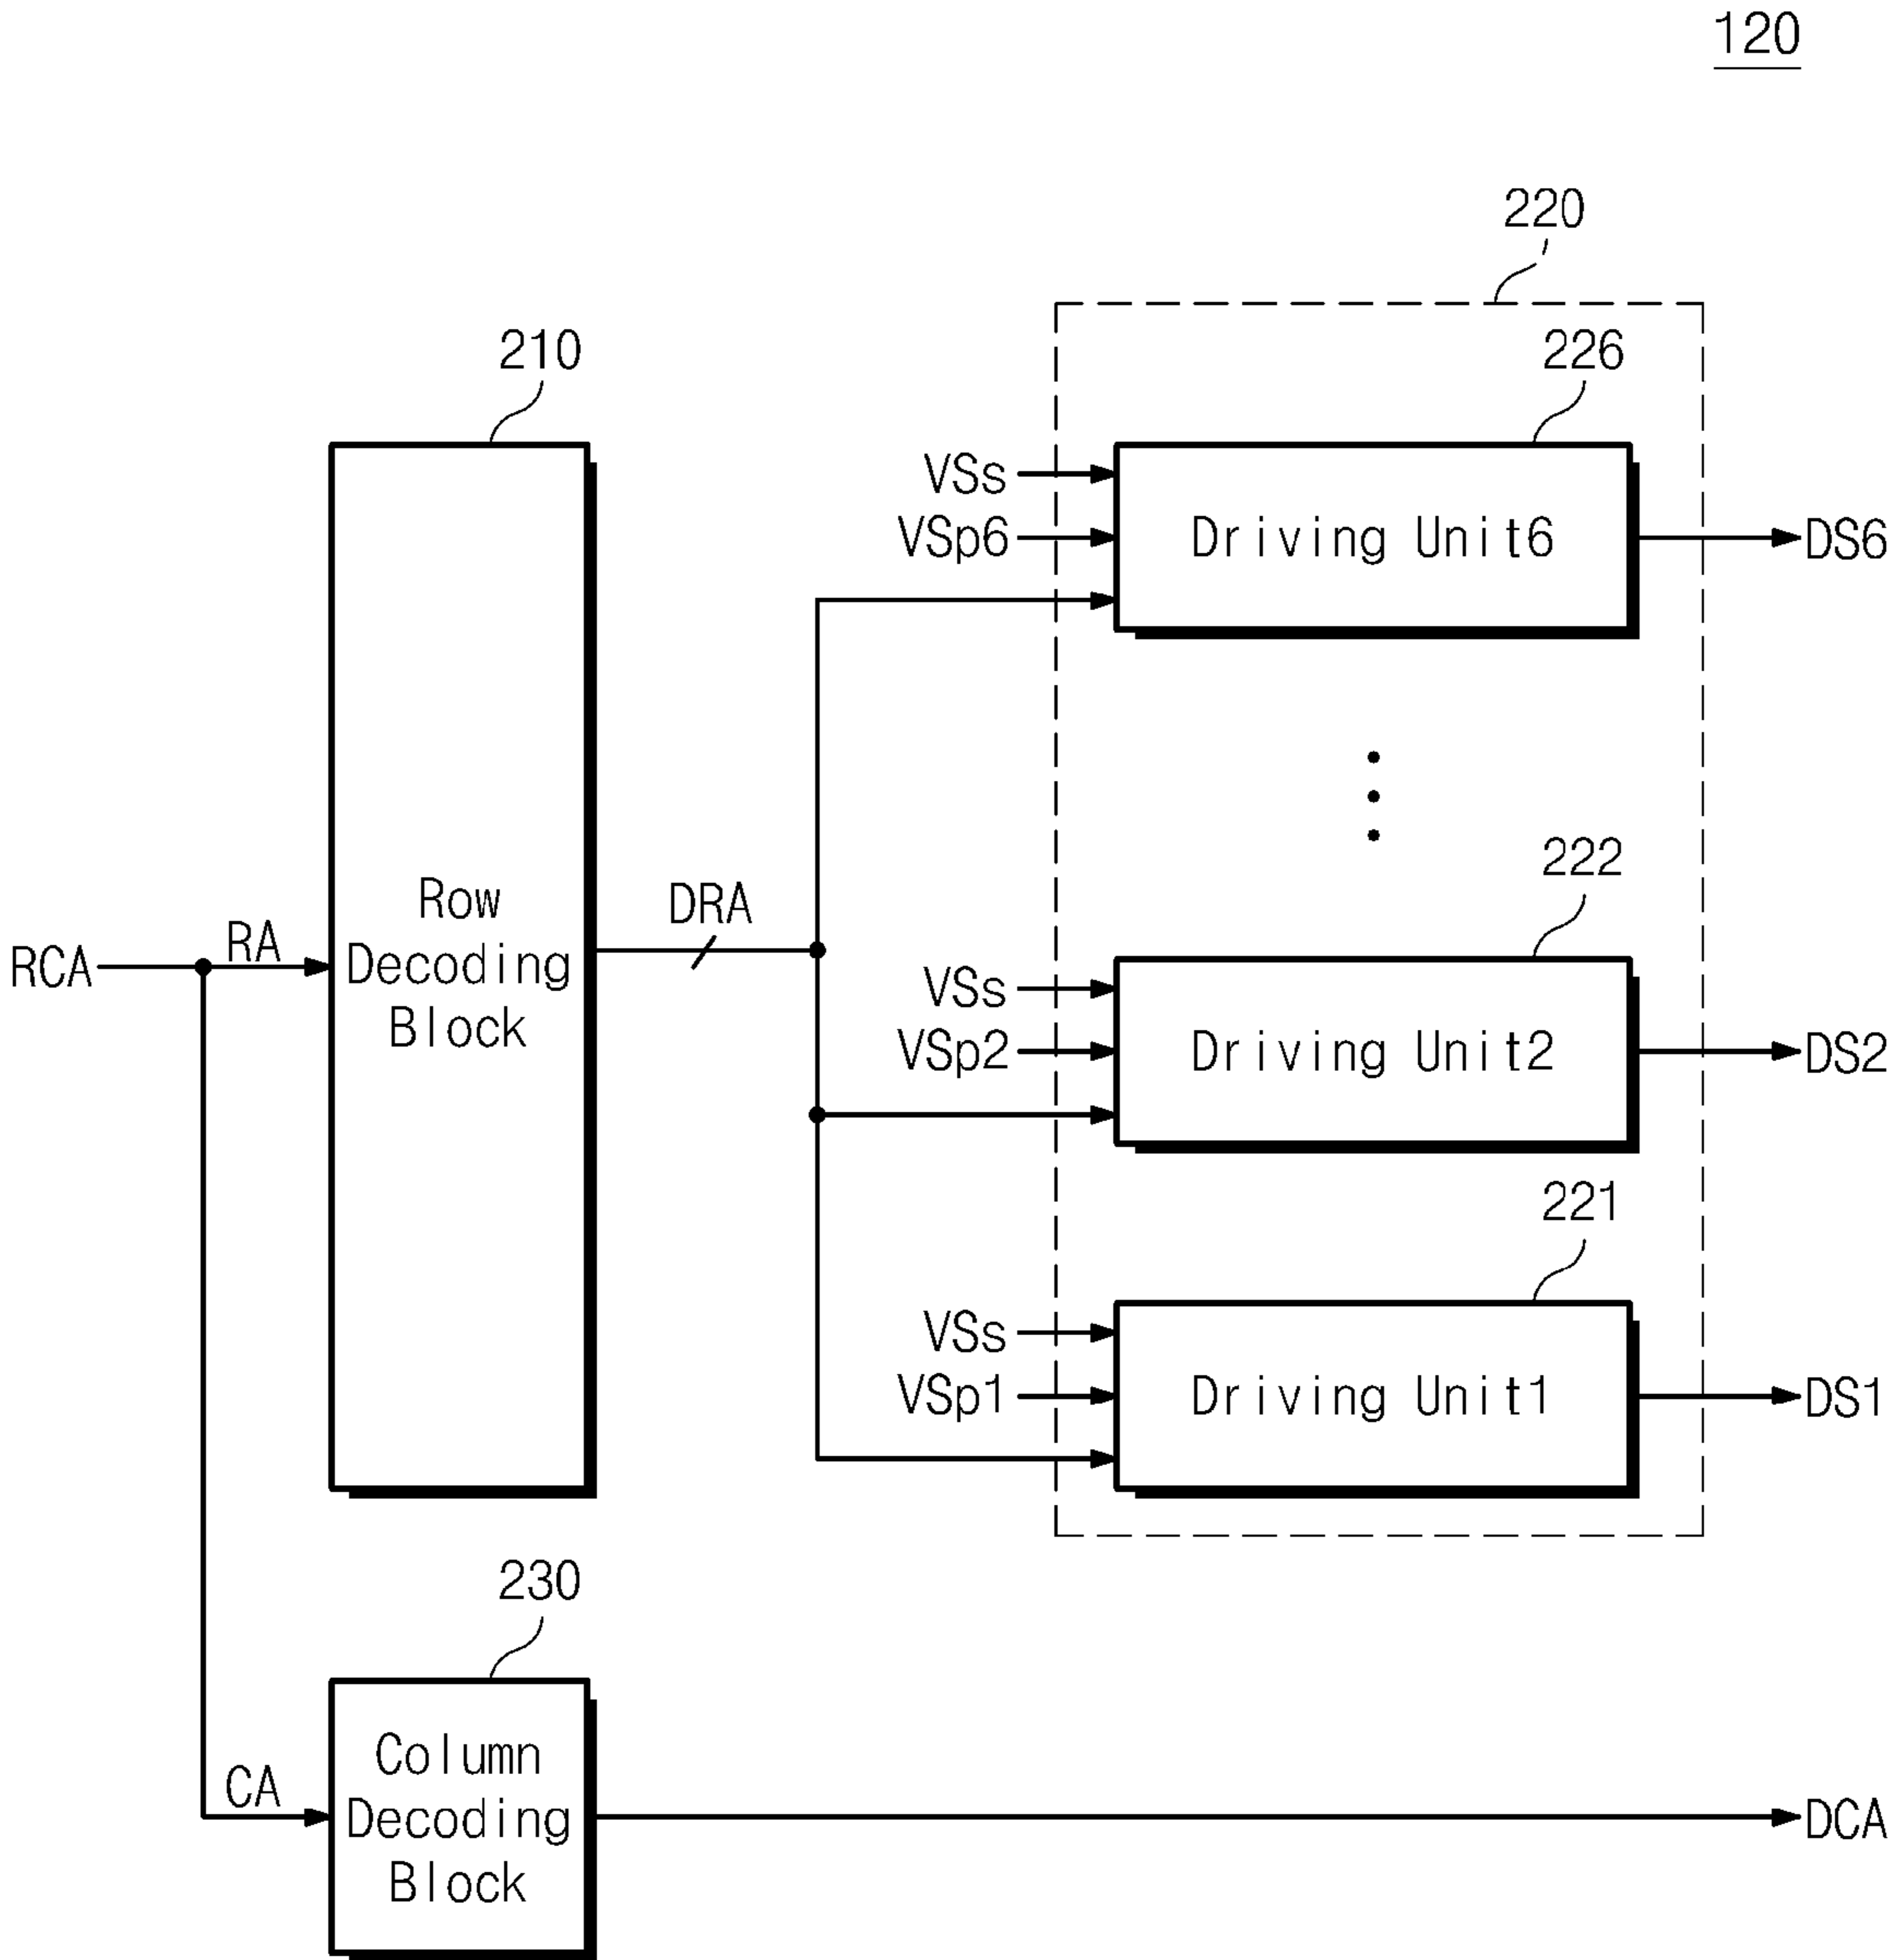 120
220
210
226
VSs
VSp6
Driving Unit6
DS6
222
Row
Decoding
Block
DRA
RCA
RA
VSs
VSp2
Driving Unit2
DS2
221
VSs
VSp1
Driving Unit1
DS1
230
CA
Column
Decoding
Block
DCA